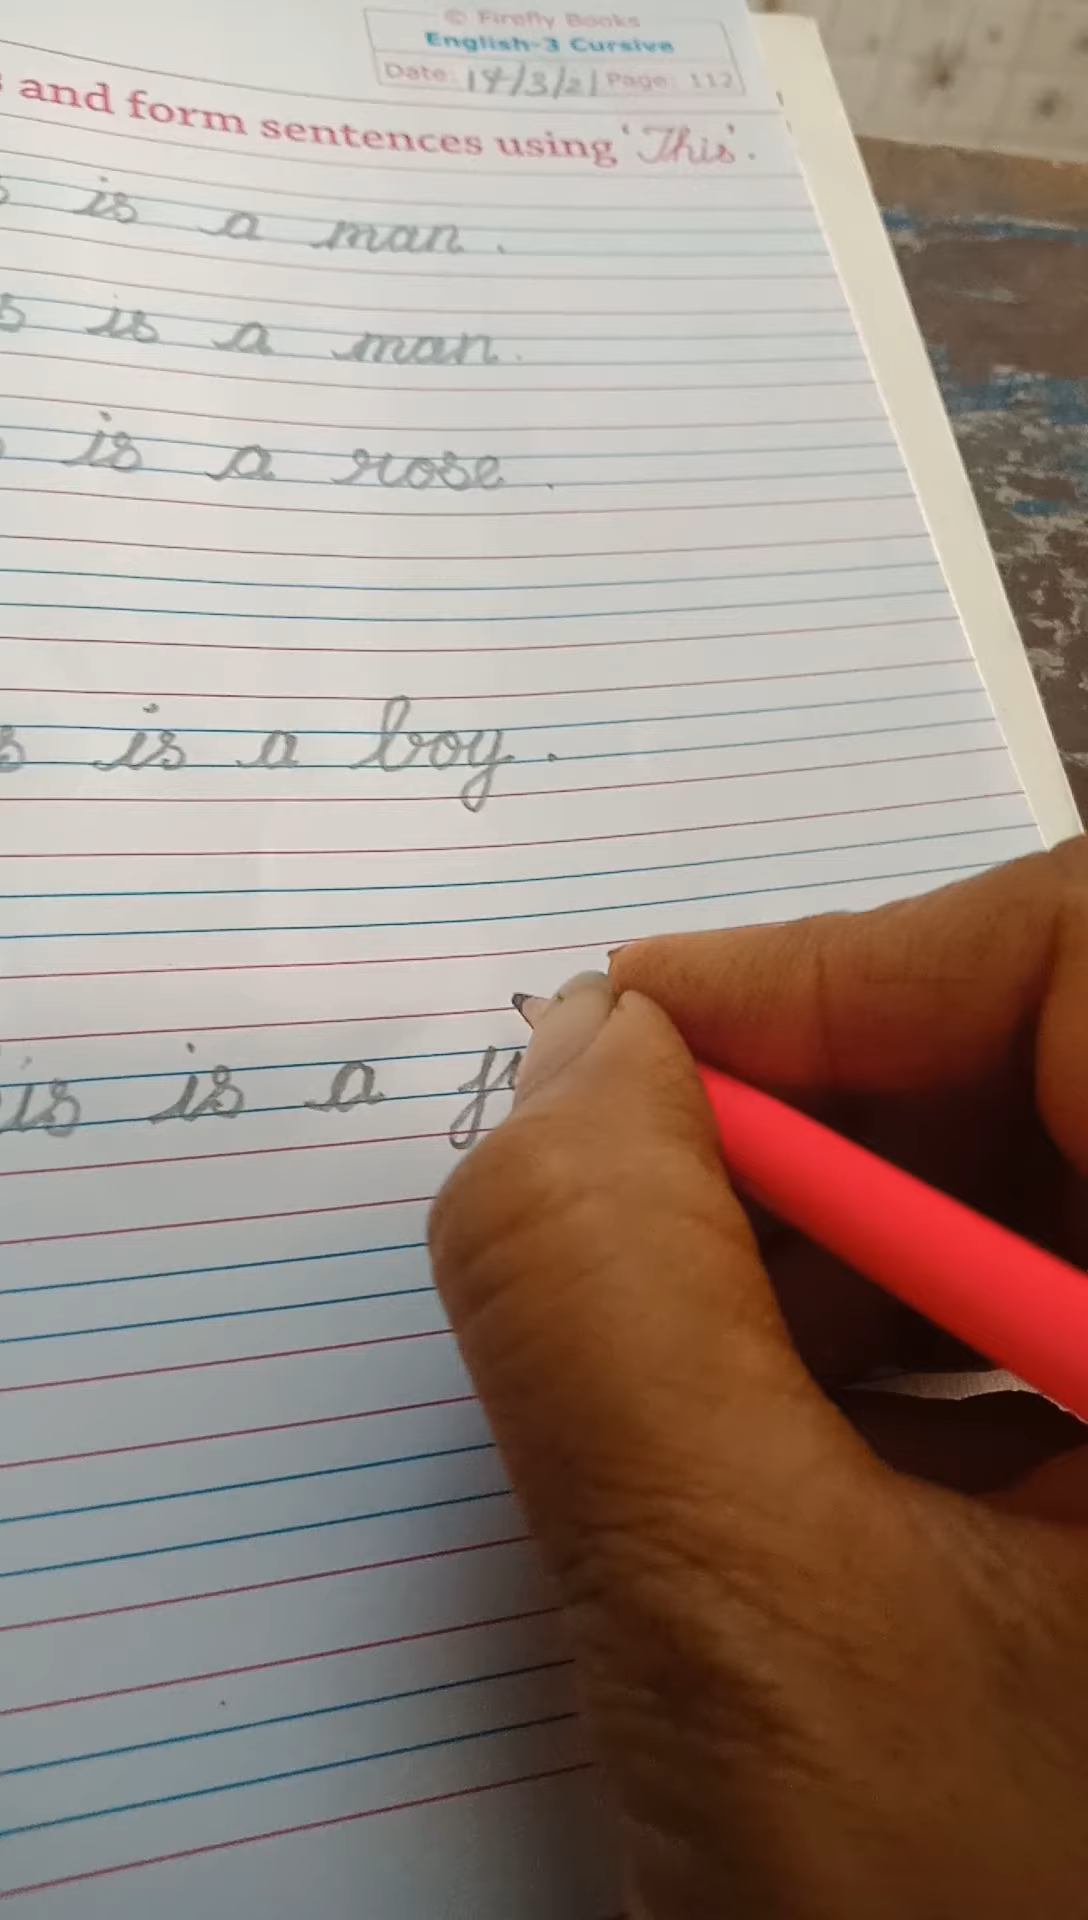 © Firefly Books
English-3 Cursive
Date: 14/3/21 Page: 112
and form sentences using 'This'.
is a man.
is a man.
is a rose.
is a boy.
is is a